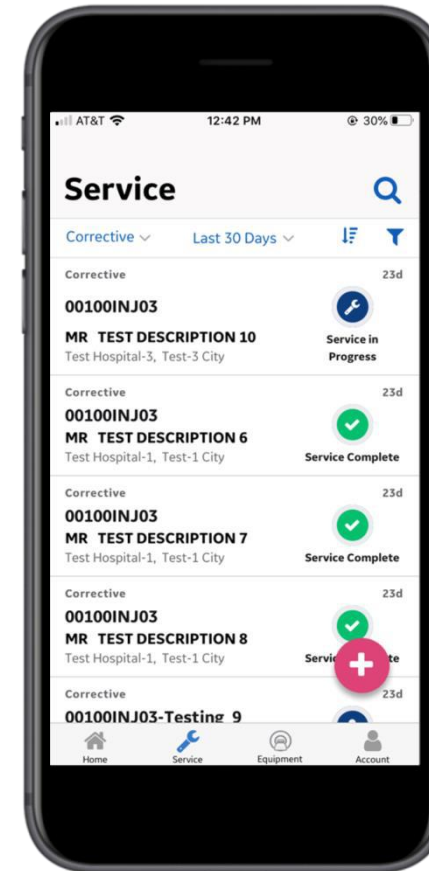 AT&T 12:42 PM 30%
Service
Corrective Last 30 Days
Corrective 23d
00100INJ03
MR TEST DESCRIPTION 10
Test Hospital-3, Test-3 City
Service in
Progress
Corrective 23d
00100INJ03
MR TEST DESCRIPTION 6
Test Hospital-1, Test-1 City
Service Complete
Corrective 23d
00100INJ03
MR TEST DESCRIPTION 7
Test Hospital-1, Test-1 City
Service Complete
Corrective 23d
00100INJ03
MR TEST DESCRIPTION 8
Test Hospital-1, Test-1 City
Corrective 23d
00100INJ03-Testing 9
Home Service Equipment Account